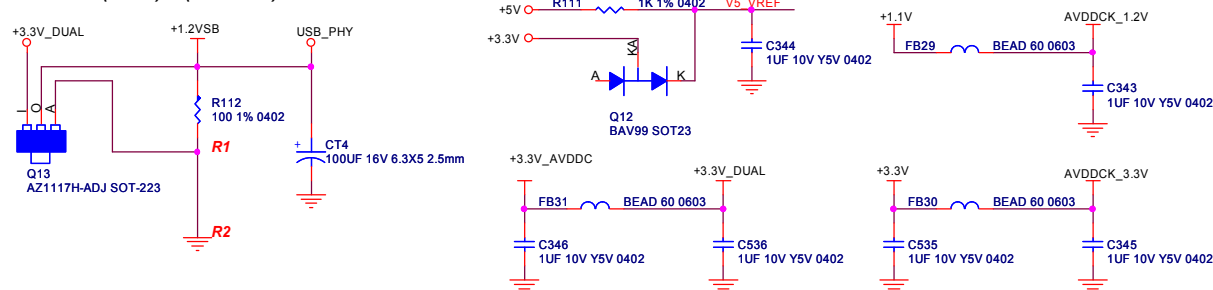 +3.3V_DUAL
+1.2VSB
USB_PHY
I
O
A
R112
100 1% 0402
R1
CT4
100UF 16V 6.3X5 2.5mm
+
Q13
AZ1117H-ADJ SOT-223
R2
+5V
R111
1K 1% 0402
V5_VREF
+3.3V
KA
A
K
C344
1UF 10V Y5V 0402
Q12
BAV99 SOT23
+1.1V
AVDDCK_1.2V
FB29
BEAD 60 0603
C343
1UF 10V Y5V 0402
+3.3V_AVDDC
+3.3V_DUAL
FB31
BEAD 60 0603
C346
1UF 10V Y5V 0402
C536
1UF 10V Y5V 0402
+3.3V
AVDDCK_3.3V
FB30
BEAD 60 0603
C535
1UF 10V Y5V 0402
C345
1UF 10V Y5V 0402